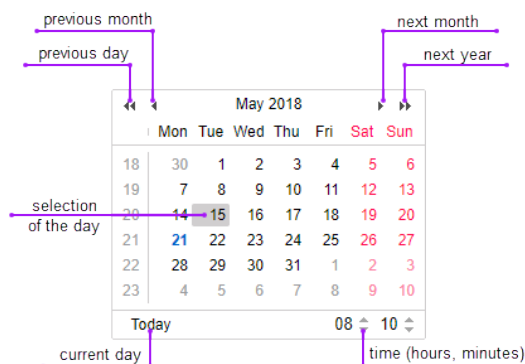 previous month
next month
previous day
next year
May 2018
Mon Tue Wed Thu Fri Sat Sun
18 30 1 2 3 4 5 6
19 7 8 9 10 11 12 13
20 14 15 16 17 18 19 20
selection
of the day
21 21 22 23 24 25 26 27
22 28 29 30 31 1 2 3
23 4 5 6 7 8 9 10
Today 08 10
current day
time (hours, minutes)